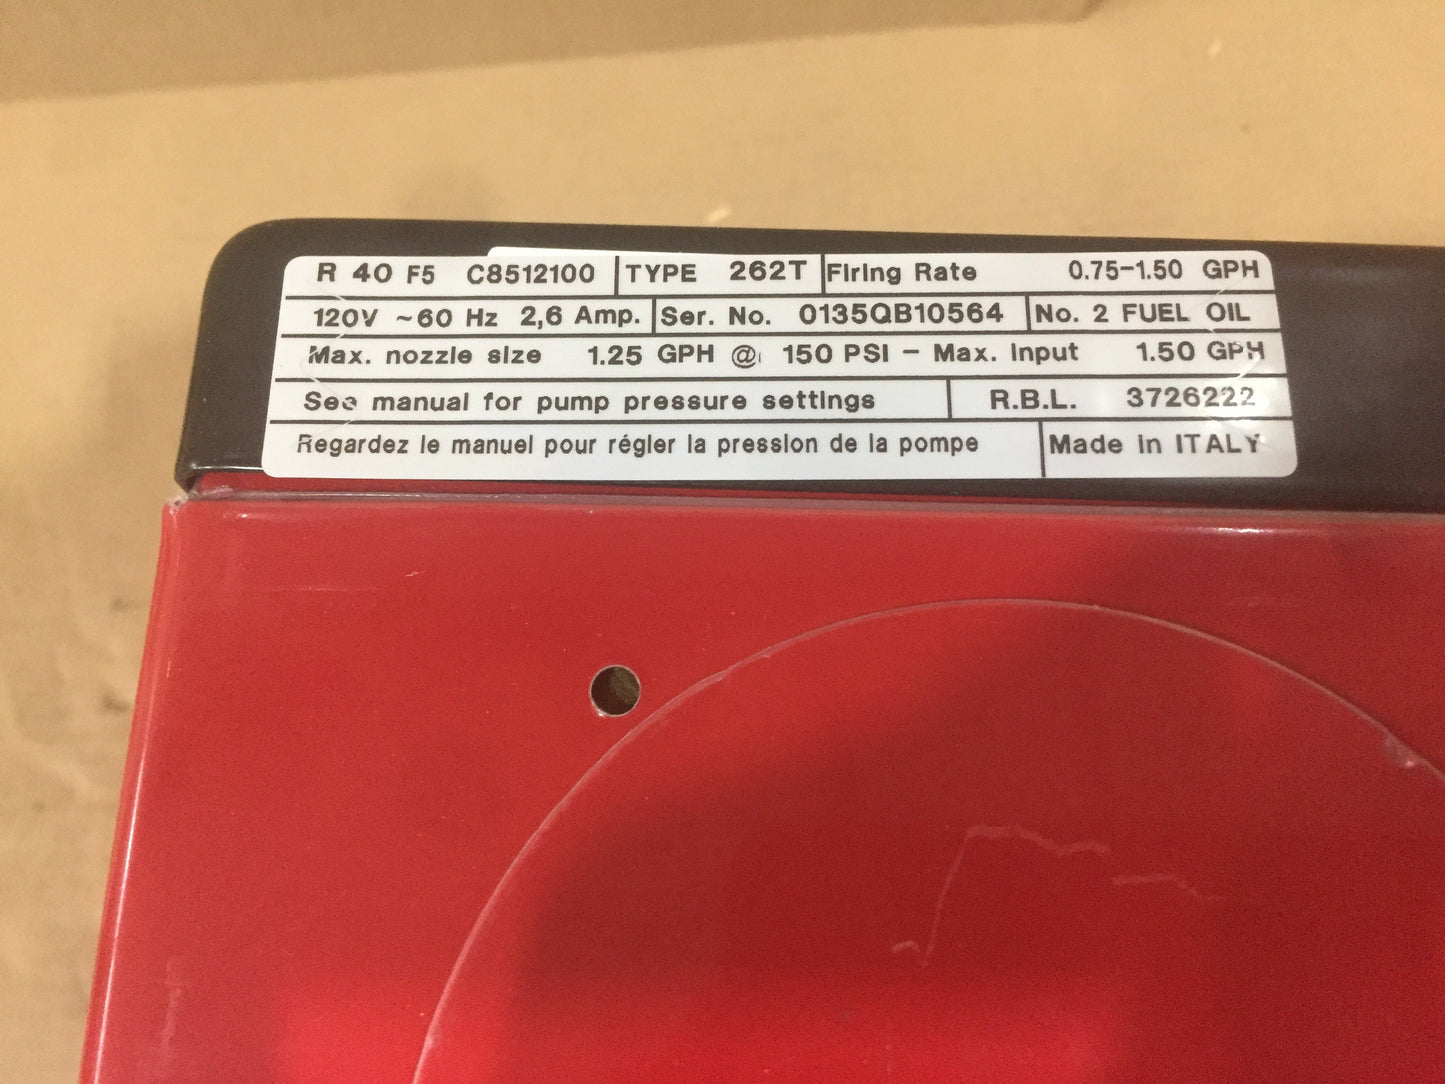 R 40 F5 C8512100 TYPE 262T Firing Rate 0.75-1.50 GPH
120V ~60 Hz 2,6 Amp. Ser. No. 0135QB10564 No. 2 FUEL OIL
Max. nozzle size 1.25 GPH @ 150 PSI - Max. Input 1.50 GPH
See manual for pump pressure settings R.B.L. 3726222
Regardez le manuel pour régler la pression de la pompe Made in ITALY